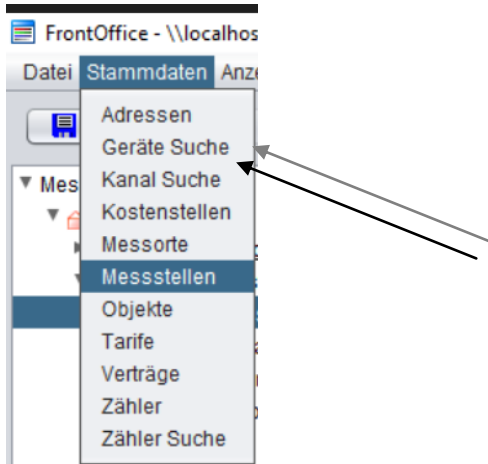 FrontOffice - \\localhos
Datei Stammdaten Anze
Adressen
Geräte Suche
Mes
Kanal Suche
Kostenstellen
Messorte
Messstellen
Objekte
Tarife
Verträge
Zähler
Zähler Suche